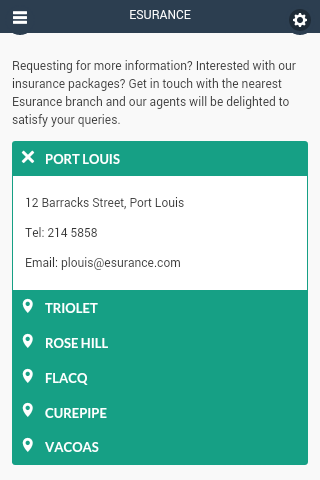 ESURANCE
Requesting for more information? Interested with our
insurance packages? Get in touch with the nearest
Esurance branch and our agents will be delighted to
satisfy your queries.
PORT LOUIS
12 Barracks Street, Port Louis
Tel: 214 5858
Email: plouis@esurance.com
TRIOLET
ROSE HILL
FLACQ
CUREPIPE
VACOAS